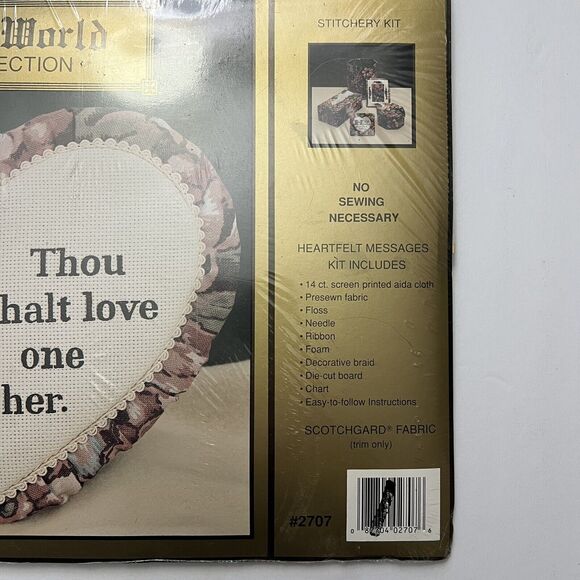 World
ECTION
Thou
halt love
one
her.
STITCHERY KIT
NO
SEWING
NECESSARY
HEARTFELT MESSAGES
KIT INCLUDES
• 14 ct. screen printed aida cloth
• Presewn fabric
• Floss
• Needle
• Ribbon
• Foam
• Decorative braid
• Die-cut board
• Chart
• Easy-to-follow Instructions
SCOTCHGARD® FABRIC
(trim only)
#2707
02707 6